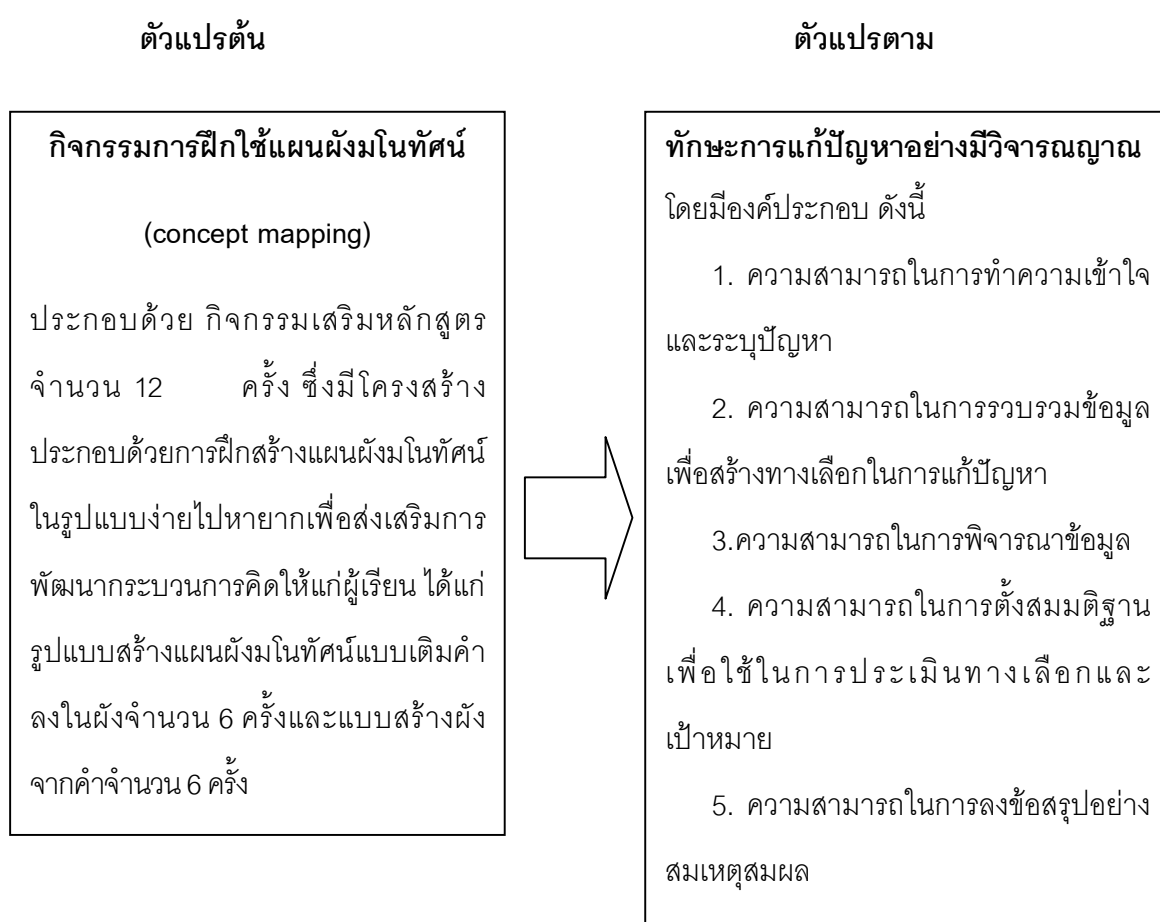 ตัวแปรต้น
ตัวแปรตาม
กิจกรรมการฝึกใช้แผนผังมโนทัศน์
(concept mapping)
ประกอบด้วย กิจกรรมเสริมหลักสูตร
จำนวน 12 ครั้ง ซึ่งมีโครงสร้าง
ประกอบด้วยการฝึกสร้างแผนผังมโนทัศน์
ในรูปแบบง่ายไปหายากเพื่อส่งเสริมการ
พัฒนากระบวนการคิดให้แก่ผู้เรียน ได้แก่
รูปแบบสร้างแผนผังมโนทัศน์แบบเติมคำ
ลงในผังจำนวน 6 ครั้งและแบบสร้างผัง
จากคำจำนวน 6 ครั้ง
ทักษะการแก้ปัญหาอย่างมีวิจารณญาณ
โดยมีองค์ประกอบ ดังนี้
1. ความสามารถในการทำความเข้าใจ
และระบุปัญหา
2. ความสามารถในการรวบรวมข้อมูล
เพื่อสร้างทางเลือกในการแก้ปัญหา
3.ความสามารถในการพิจารณาข้อมูล
4. ความสามารถในการตั้งสมมติฐาน
เพื่อใช้ในการประเมินทางเลือกและ
เป้าหมาย
5. ความสามารถในการลงข้อสรุปอย่าง
สมเหตุสมผล